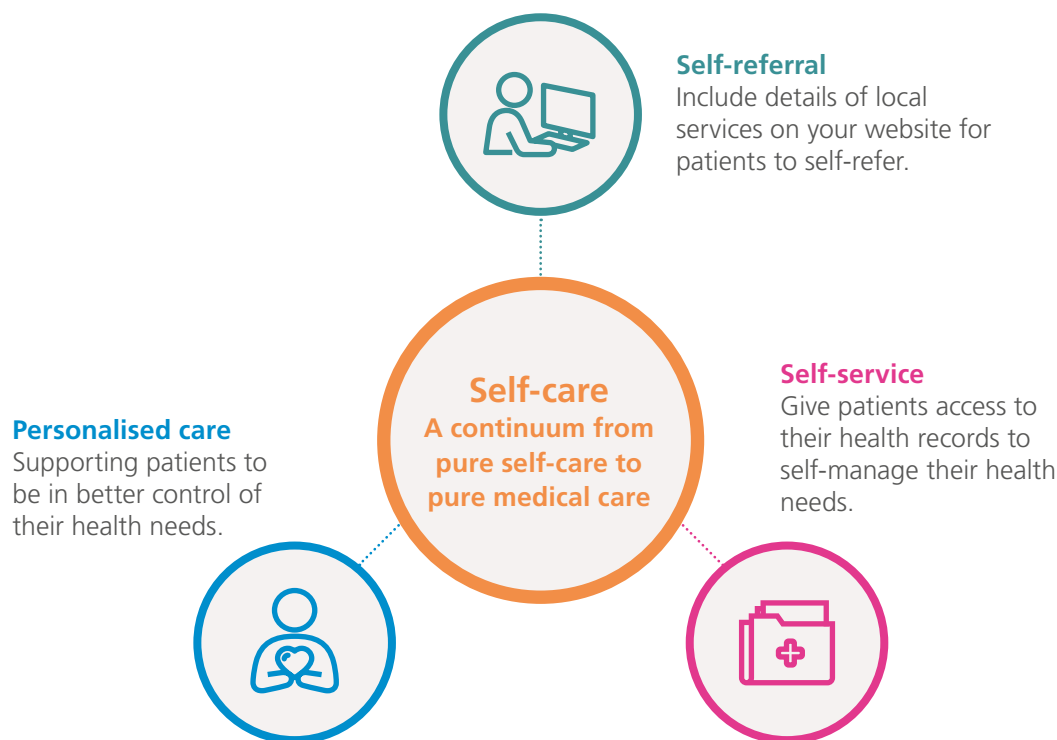 Self-referral
Include details of local
services on your website for
patients to self-refer.
Self-care
A continuum from
pure self-care to
pure medical care
Self-service
Give patients access to
their health records to
self-manage their health
needs.
Personalised care
Supporting patients to
be in better control of
their health needs.